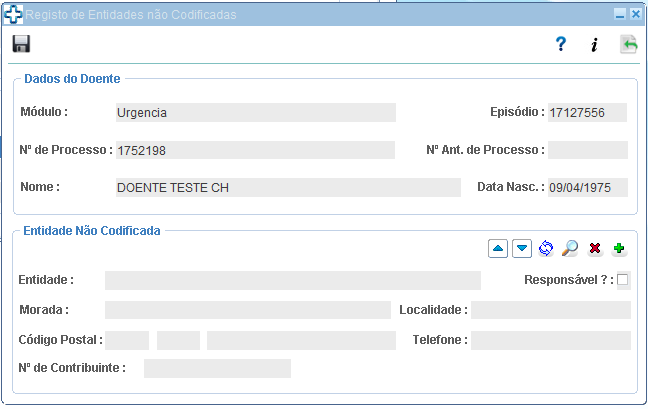 Registo de Entidades não Codificadas
? i
Dados do Doente
Módulo : Urgencia Episódio : 17127556
Nº de Processo : 1752198 Nº Ant. de Processo :
Nome : DOENTE TESTE CH Data Nasc. : 09/04/1975
Entidade Não Codificada
Entidade : Responsável ? :
Morada : Localidade :
Código Postal : Telefone :
Nº de Contribuinte :